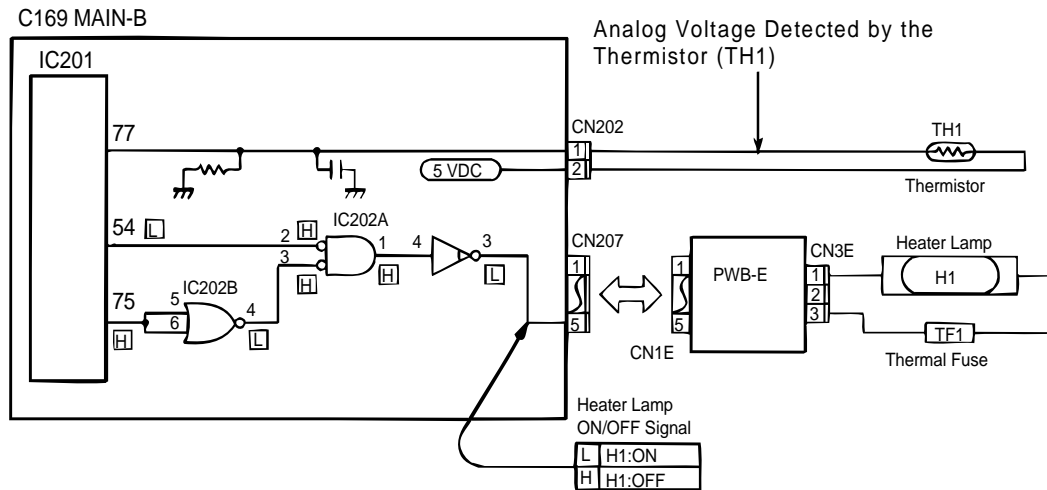 C169 MAIN-B
IC201
Analog Voltage Detected by the
Thermistor (TH1)
77
CN202
1
2
5 VDC
TH1
Thermistor
54 L
2 H
IC202A
3
H
1
H
4
3
L
75
H
5
6
IC202B
4
L
CN207
1
5
1
5
CN1E
PWB-E
CN3E
1
2
3
Heater Lamp
H1
TF1
Thermal Fuse
Heater Lamp
ON/OFF Signal
L H1:ON
H H1:OFF